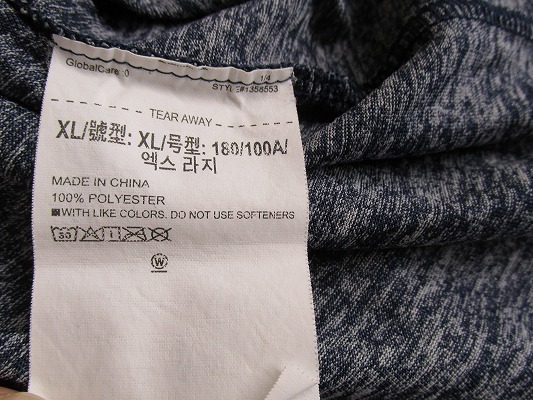 GlobalCare :0
1/4
STYLE#1358553
TEAR AWAY
XL/號型: XL/号型: 180/100A/
엑스 라지
MADE IN CHINA
100% POLYESTER
WITH LIKE COLORS. DO NOT USE SOFTENERS
W